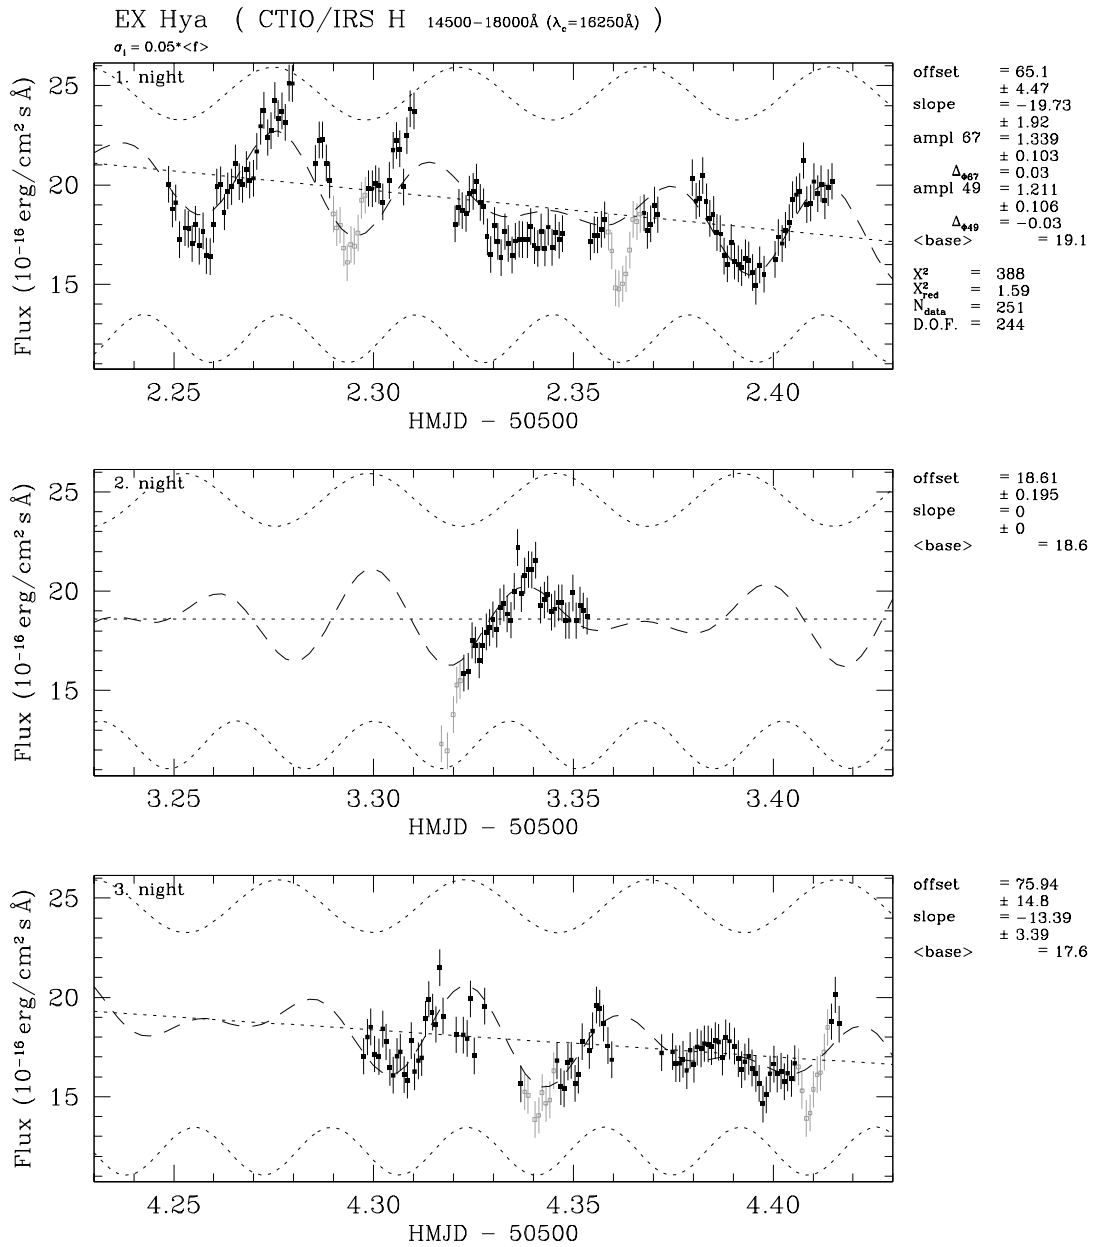 EX Hya ( CTIO/IRS H 14500-18000Å (λc=16250Å) )
σi = 0.05*<f>
1. night
Flux (10⁻¹⁶ erg/cm² s Å)
25
20
15
2.25 2.30 2.35 2.40
HMJD - 50500
offset = 65.1
± 4.47
slope = -19.73
± 1.92
ampl 67 = 1.339
± 0.103
ΔΦ67 = 0.03
ampl 49 = 1.211
± 0.106
ΔΦ49 = -0.03
<base> = 19.1
X² = 388
X²red = 1.59
Ndata = 251
D.O.F. = 244
2. night
Flux (10⁻¹⁶ erg/cm² s Å)
25
20
15
3.25 3.30 3.35 3.40
HMJD - 50500
offset = 18.61
± 0.195
slope = 0
± 0
<base> = 18.6
3. night
Flux (10⁻¹⁶ erg/cm² s Å)
25
20
15
4.25 4.30 4.35 4.40
HMJD - 50500
offset = 75.94
± 14.8
slope = -13.39
± 3.39
<base> = 17.6